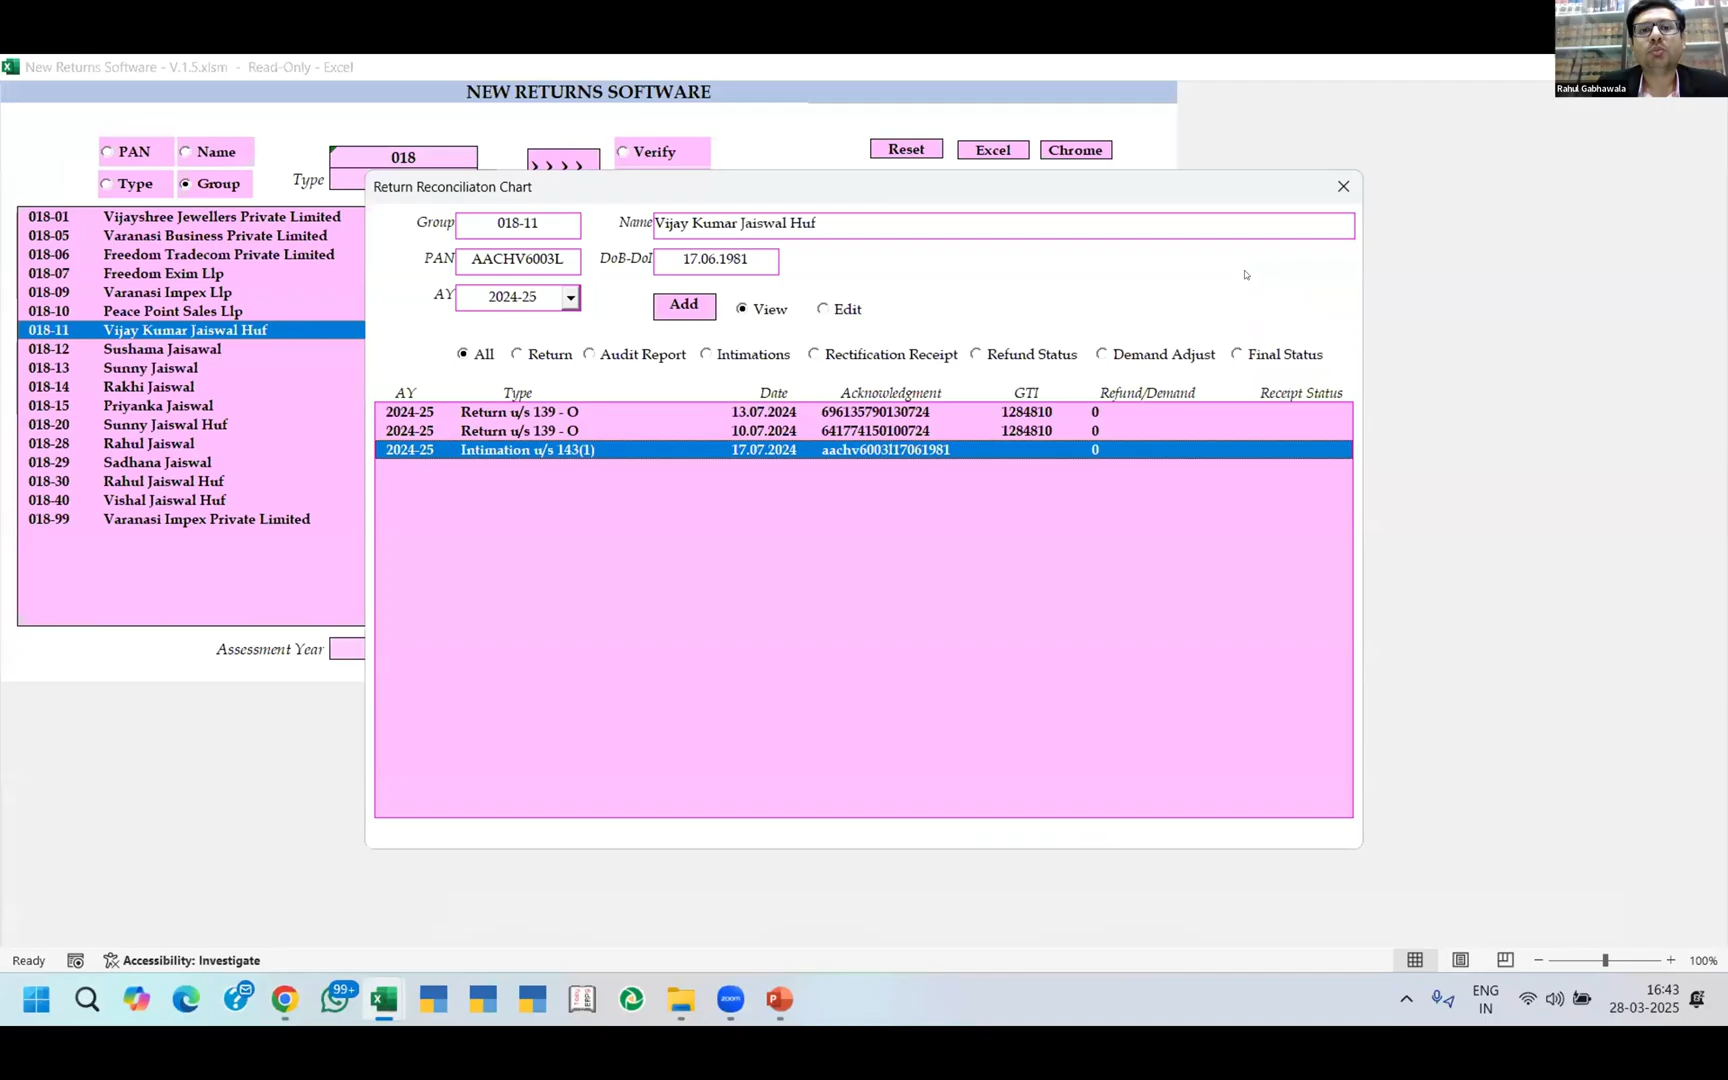 New Returns Software - V.1.5.xlsm - Read-Only - Excel
Rahul Gabhawala
NEW RETURNS SOFTWARE
PAN Name
018
>>>>
Verify
Reset Excel Chrome
Type Group
Type
018-01 Vijayshree Jewellers Private Limited
018-05 Varanasi Business Private Limited
018-06 Freedom Tradecom Private Limited
018-07 Freedom Exim Llp
018-09 Varanasi Impex Llp
018-10 Peace Point Sales Llp
018-11 Vijay Kumar Jaiswal Huf
018-12 Sushama Jaisawal
018-13 Sunny Jaiswal
018-14 Rakhi Jaiswal
018-15 Priyanka Jaiswal
018-20 Sunny Jaiswal Huf
018-28 Rahul Jaiswal
018-29 Sadhana Jaiswal
018-30 Rahul Jaiswal Huf
018-40 Vishal Jaiswal Huf
018-99 Varanasi Impex Private Limited
Assessment Year
Return Reconciliaton Chart
Group 018-11 Name Vijay Kumar Jaiswal Huf
PAN AACHV6003L DoB-DoI 17.06.1981
AY 2024-25 Add View Edit
All Return Audit Report Intimations Rectification Receipt Refund Status Demand Adjust Final Status
AY Type Date Acknowledgment GTI Refund/Demand Receipt Status
2024-25 Return u/s 139 - O 13.07.2024 696135790130724 1284810 0
2024-25 Return u/s 139 - O 10.07.2024 641774150100724 1284810 0
2024-25 Intimation u/s 143(1) 17.07.2024 aachv6003l17061981 0
Ready Accessibility: Investigate
100%
99+
zoom
ENG
IN
16:43
28-03-2025